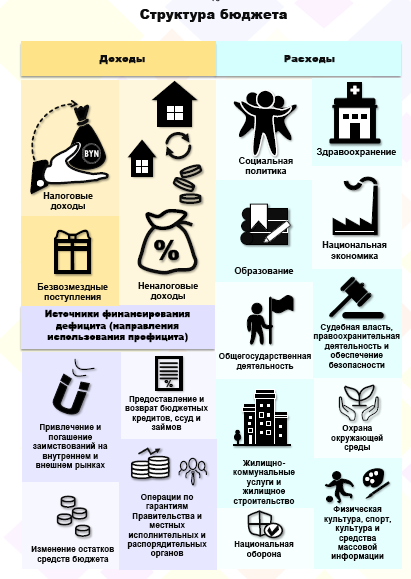 Структура бюджета
Доходы
Расходы
BYN
Налоговые
доходы
Безвозмездные
поступления
%
Неналоговые
доходы
Источники финансирования
дефицита (направления
использования профицита)
Привлечение и
погашение
заимствований на
внутреннем и
внешнем рынках
%
Предоставление и
возврат бюджетных
кредитов, ссуд и
займов
Изменение остатков
средств бюджета
Операции по
гарантиям
Правительства и
местных
исполнительных и
распорядительных
органов
Социальная
политика
Здравоохранение
Образование
Национальная
экономика
Общегосударственная
деятельность
Судебная власть,
правоохранительная
деятельность и
обеспечение
безопасности
Жилищно-
коммунальные
услуги и
жилищное
строительство
Охрана
окружающей
среды
Национальная
оборона
Физическая
культура, спорт,
культура и
средства
массовой
информации